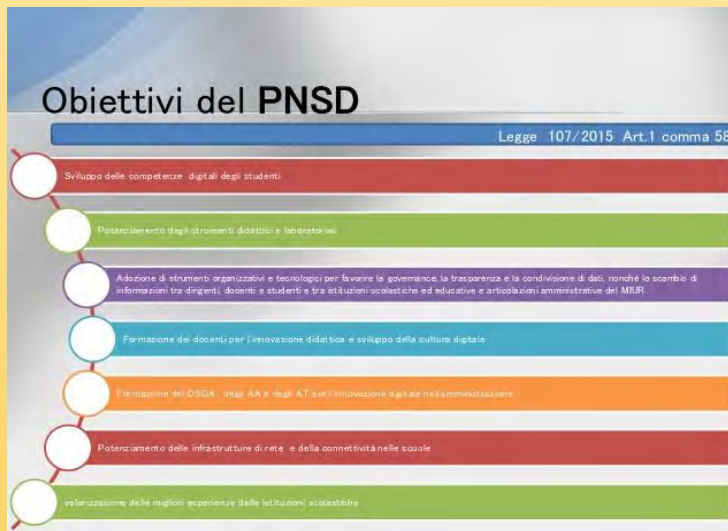 Obiettivi del PNSD
Legge 107/2015 Art.1 comma 58
Sviluppo delle competenze digitali degli studenti
Potenziamento degli strumenti didattici e laboratoriali
Adozione di strumenti organizzativi e tecnologici per favorire la governance, la trasparenza e la condivisione di dati, nonché lo scambio di
informazioni tra dirigenti, docenti e studenti e tra istituzioni scolastiche ed educative e articolazioni amministrative del MIUR
Formazione dei docenti per l'innovazione didattica e sviluppo della cultura digitale
Formazione dei DSGA, degli AA e degli AT per l'innovazione digitale nell'amministrazione
Potenziamento delle infrastrutture di rete e della connettività nelle scuole
valorizzazione delle migliori esperienze delle istituzioni scolastiche